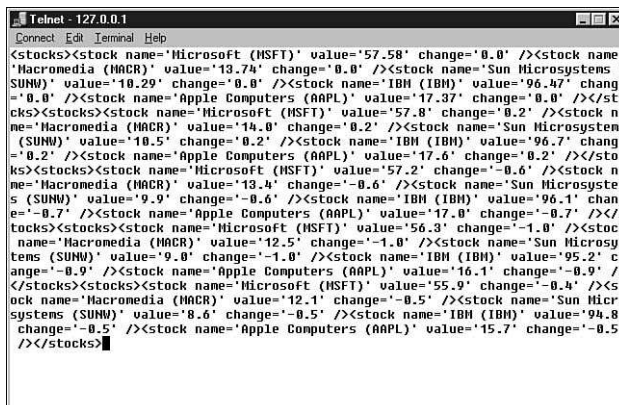 Telnet - 127.0.0.1
Connect Edit Terminal Help
<stocks><stock name='Microsoft (MSFT)' value='57.58' change='0.0' /><stock name
'Macromedia (MACR)' value='13.74' change='0.0' /><stock name='Sun Microsystems
SUNW)' value='10.29' change='0.0' /><stock name='IBM (IBM)' value='96.47' chang
='0.0' /><stock name='Apple Computers (AAPL)' value='17.37' change='0.0' /></st
cks><stocks><stock name='Microsoft (MSFT)' value='57.8' change='0.2' /><stock n
me='Macromedia (MACR)' value='14.0' change='0.2' /><stock name='Sun Microsystem
(SUNW)' value='10.5' change='0.2' /><stock name='IBM (IBM)' value='96.7' chang
='0.2' /><stock name='Apple Computers (AAPL)' value='17.6' change='0.2' /></sto
ks><stocks><stock name='Microsoft (MSFT)' value='57.2' change='-0.6' /><stock n
me='Macromedia (MACR)' value='13.4' change='-0.6' /><stock name='Sun Microsyste
s (SUNW)' value='9.9' change='-0.6' /><stock name='IBM (IBM)' value='96.1' chan
e='-0.7' /><stock name='Apple Computers (AAPL)' value='17.0' change='-0.7' /></
tocks><stocks><stock name='Microsoft (MSFT)' value='56.3' change='-1.0' /><stoc
name='Macromedia (MACR)' value='12.5' change='-1.0' /><stock name='Sun Microsy
tems (SUNW)' value='9.0' change='-1.0' /><stock name='IBM (IBM)' value='95.2' c
ange='-0.9' /><stock name='Apple Computers (AAPL)' value='16.1' change='-0.9' /
</stocks><stocks><stock name='Microsoft (MSFT)' value='55.9' change='-0.4' /><s
ock name='Macromedia (MACR)' value='12.1' change='-0.5' /><stock name='Sun Micr
systems (SUNW)' value='8.6' change='-0.5' /><stock name='IBM (IBM)' value='94.8
change='-0.5' /><stock name='Apple Computers (AAPL)' value='15.7' change='-0.5
/></stocks>